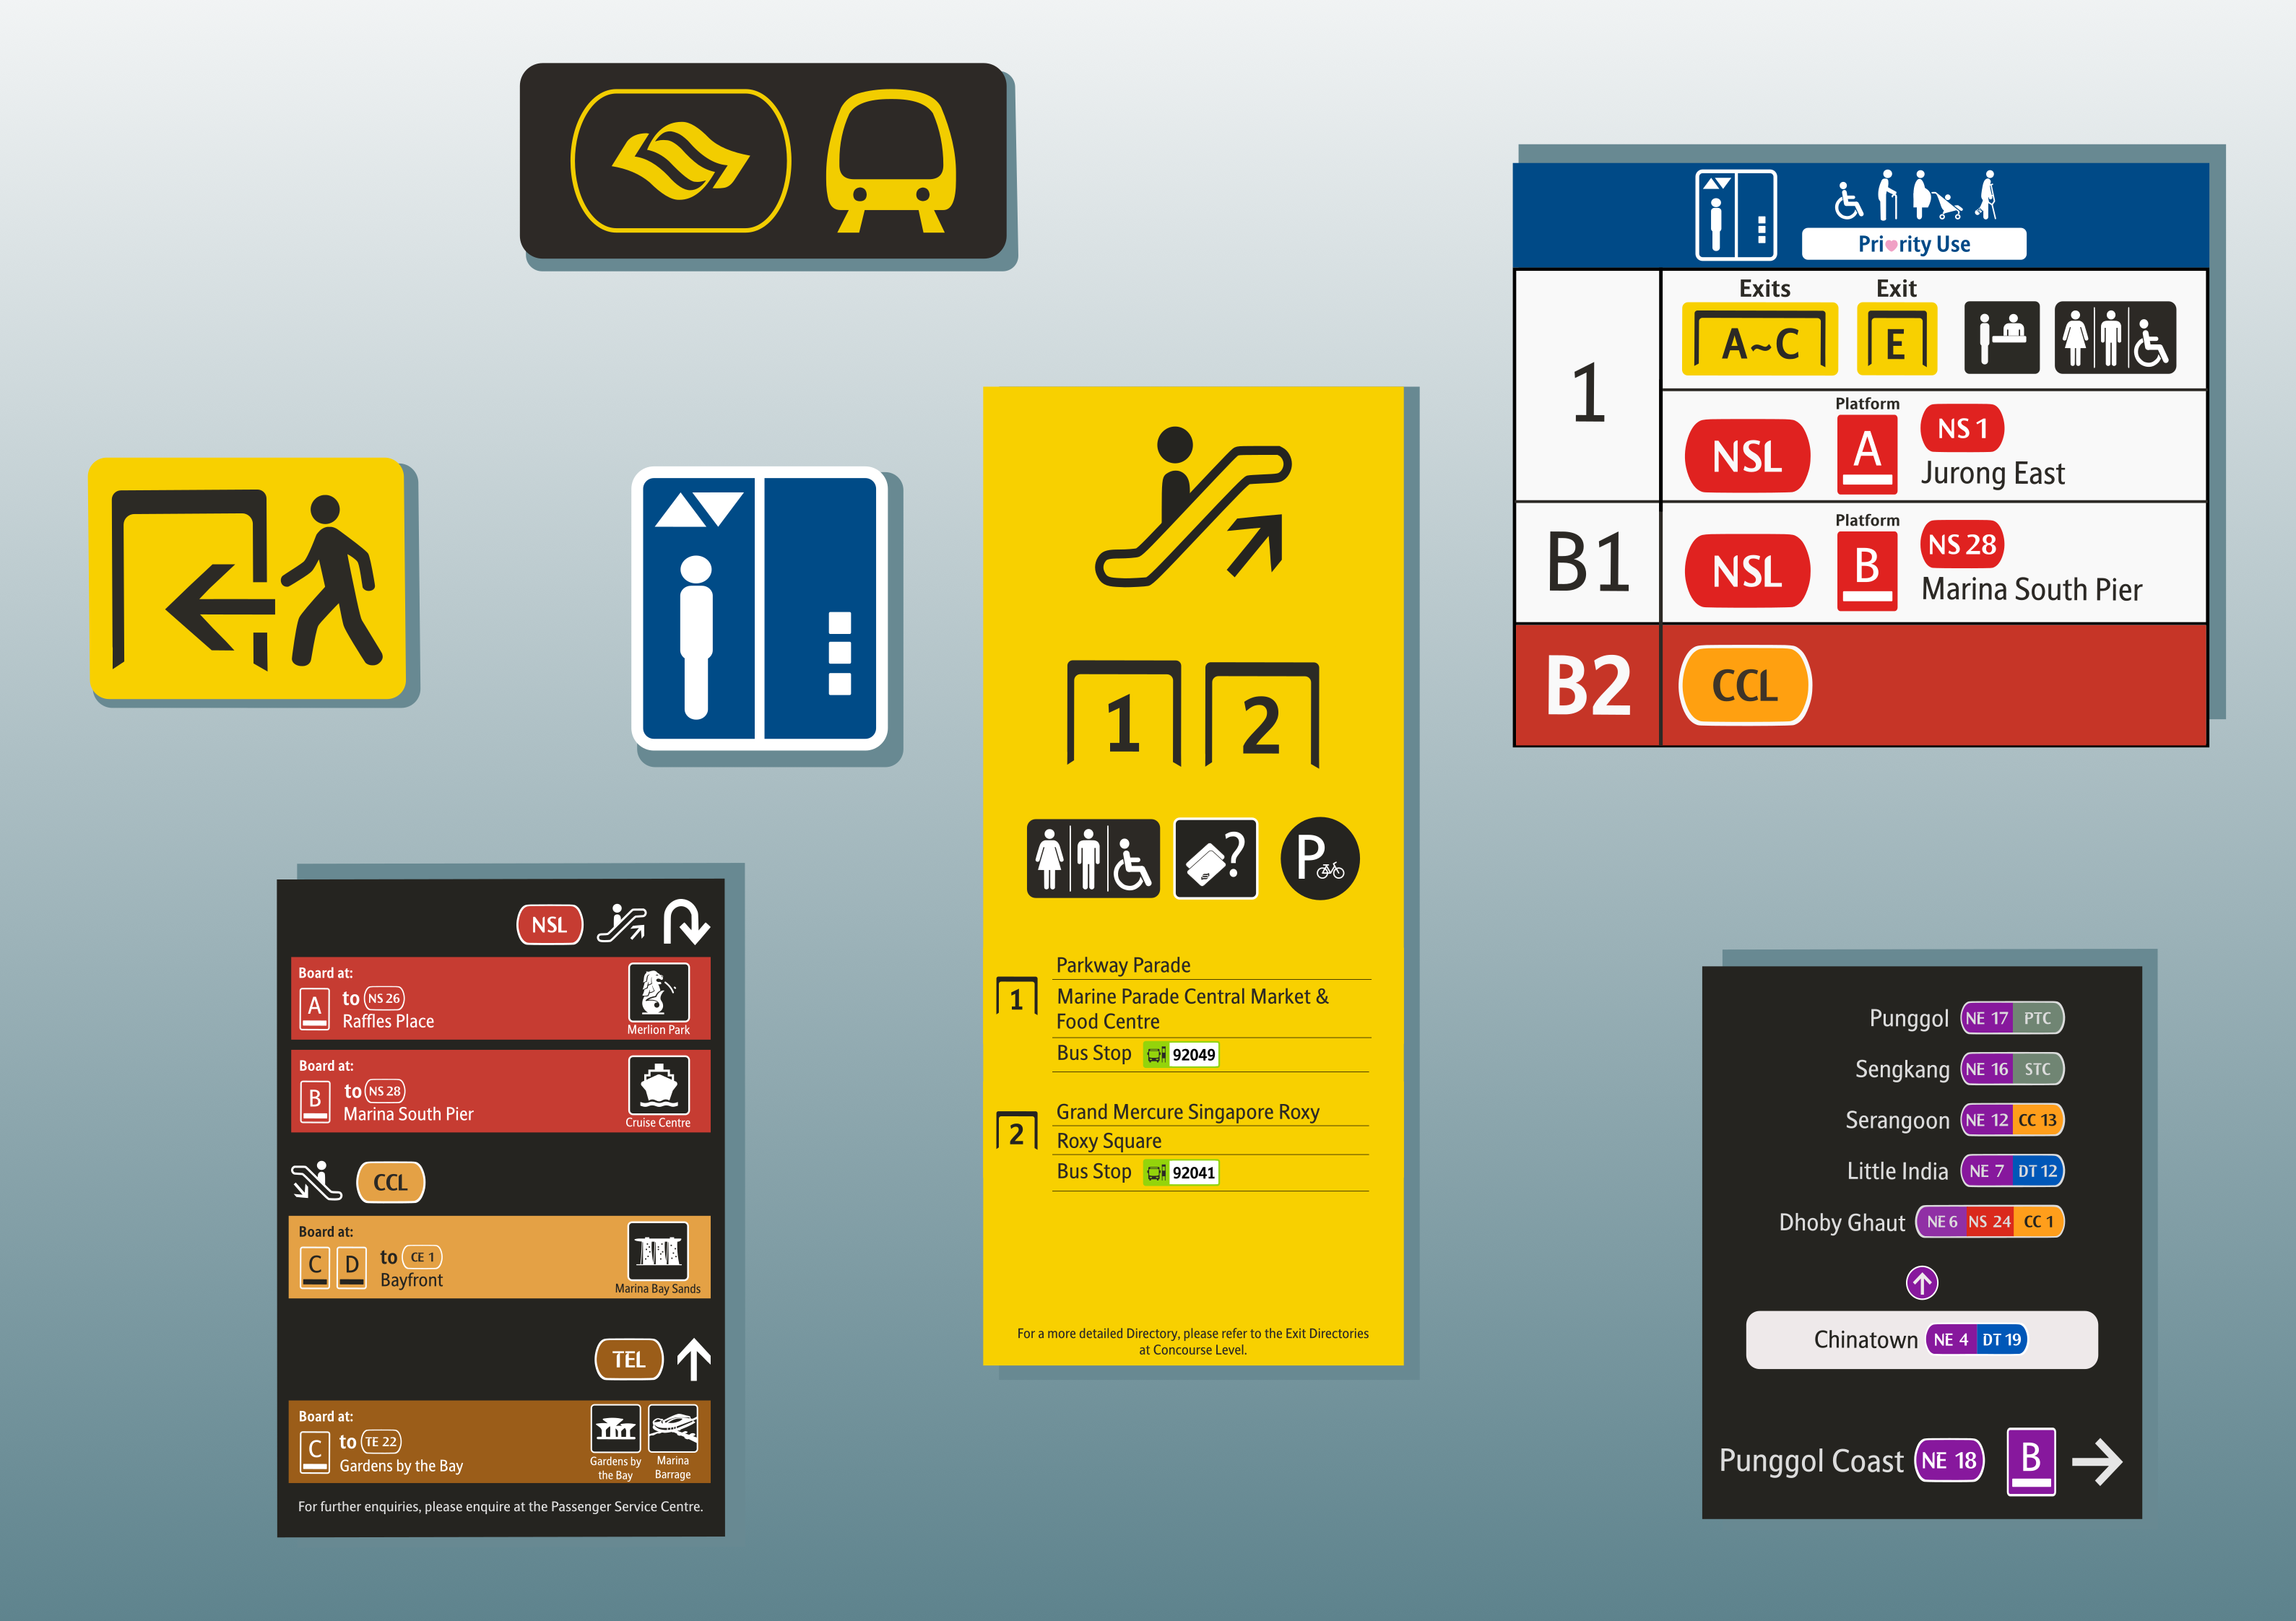 Priority Use
Exits
Exit
A~C
E
1
Platform
NSL
A
NS 1
Jurong East
B1
Platform
NSL
B
NS 28
Marina South Pier
B2
CCL
1
2
?
P
1
Parkway Parade
Marine Parade Central Market &
Food Centre
Bus Stop 92049
2
Grand Mercure Singapore Roxy
Roxy Square
Bus Stop 92041
For a more detailed Directory, please refer to the Exit Directories
at Concourse Level.
NSL
Board at:
A to NS 26
Raffles Place
Merlion Park
Board at:
B to NS 28
Marina South Pier
Cruise Centre
CCL
Board at:
C D to CE 1
Bayfront
Marina Bay Sands
TEL
Board at:
C to TE 22
Gardens by the Bay
Gardens by
the Bay
Marina
Barrage
For further enquiries, please enquire at the Passenger Service Centre.
Punggol NE 17 PTC
Sengkang NE 16 STC
Serangoon NE 12 CC 13
Little India NE 7 DT 12
Dhoby Ghaut NE 6 NS 24 CC 1
Chinatown NE 4 DT 19
Punggol Coast NE 18 B